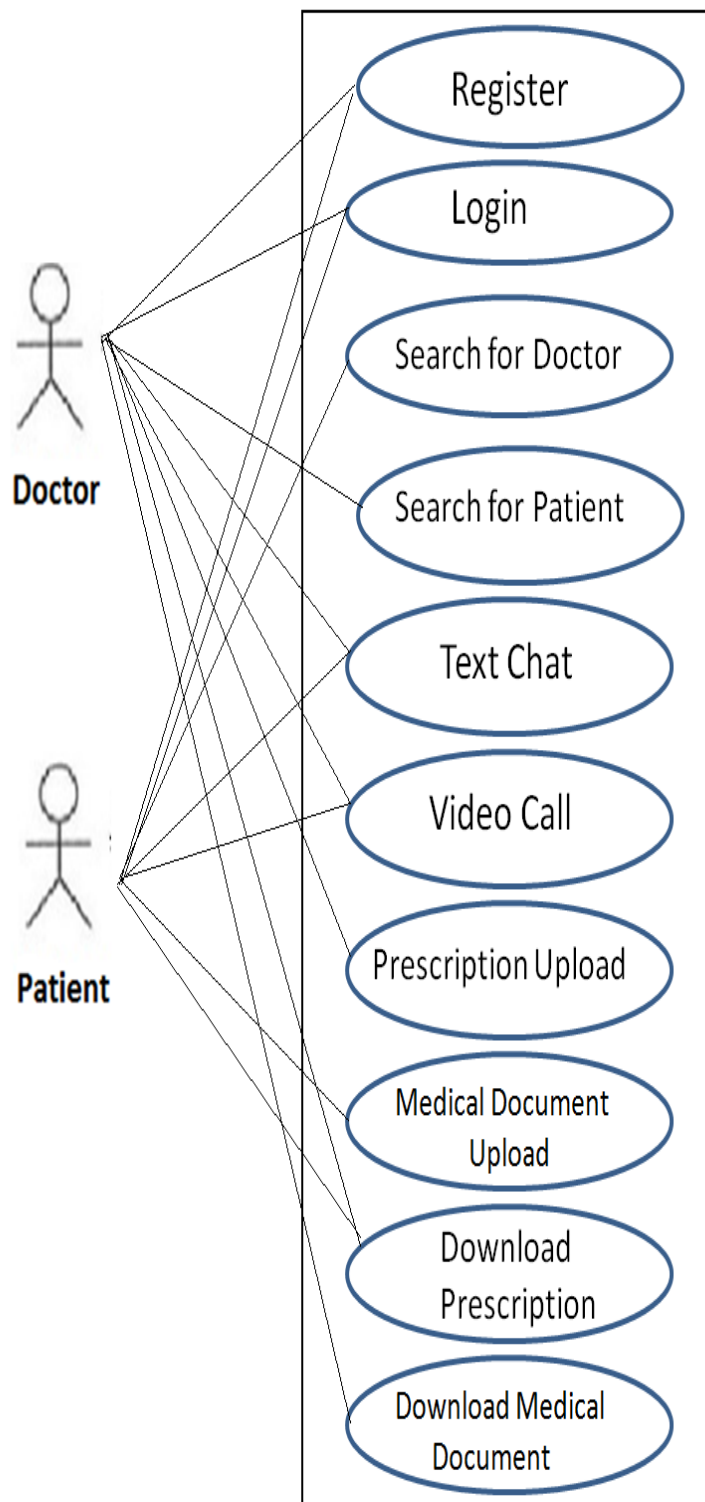 Register
Login
Search for Doctor
Doctor
Search for Patient
Text Chat
Video Call
Patient
Prescription Upload
Medical Document
Upload
Download
Prescription
Download Medical
Document